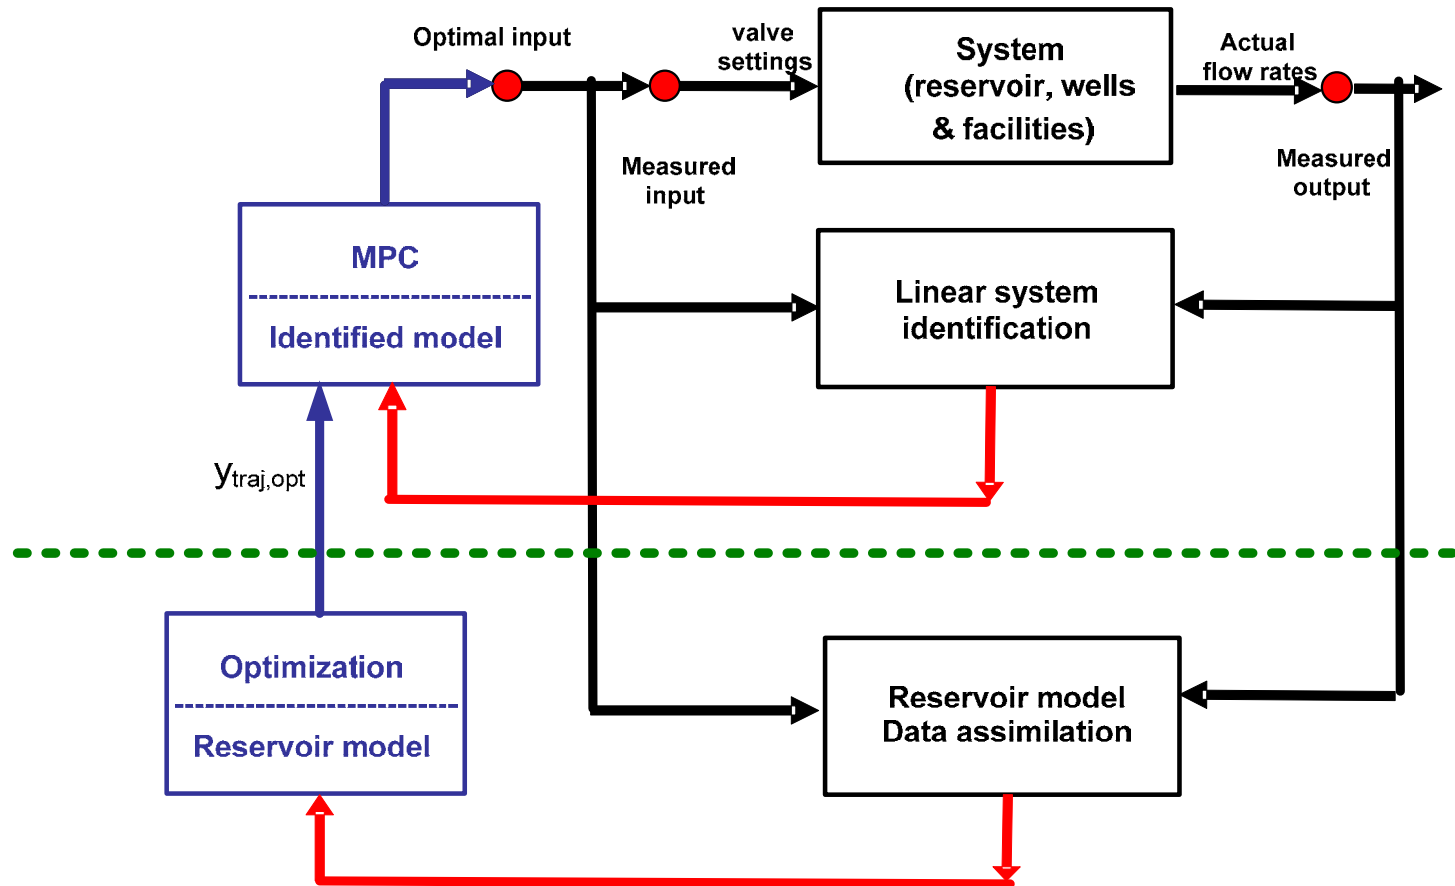 Optimal input
valve
settings
System
(reservoir, wells
& facilities)
Actual
flow rates
Measured
input
Measured
output
MPC
Identified model
Linear system
identification
ytraj,opt
Optimization
Reservoir model
Reservoir model
Data assimilation